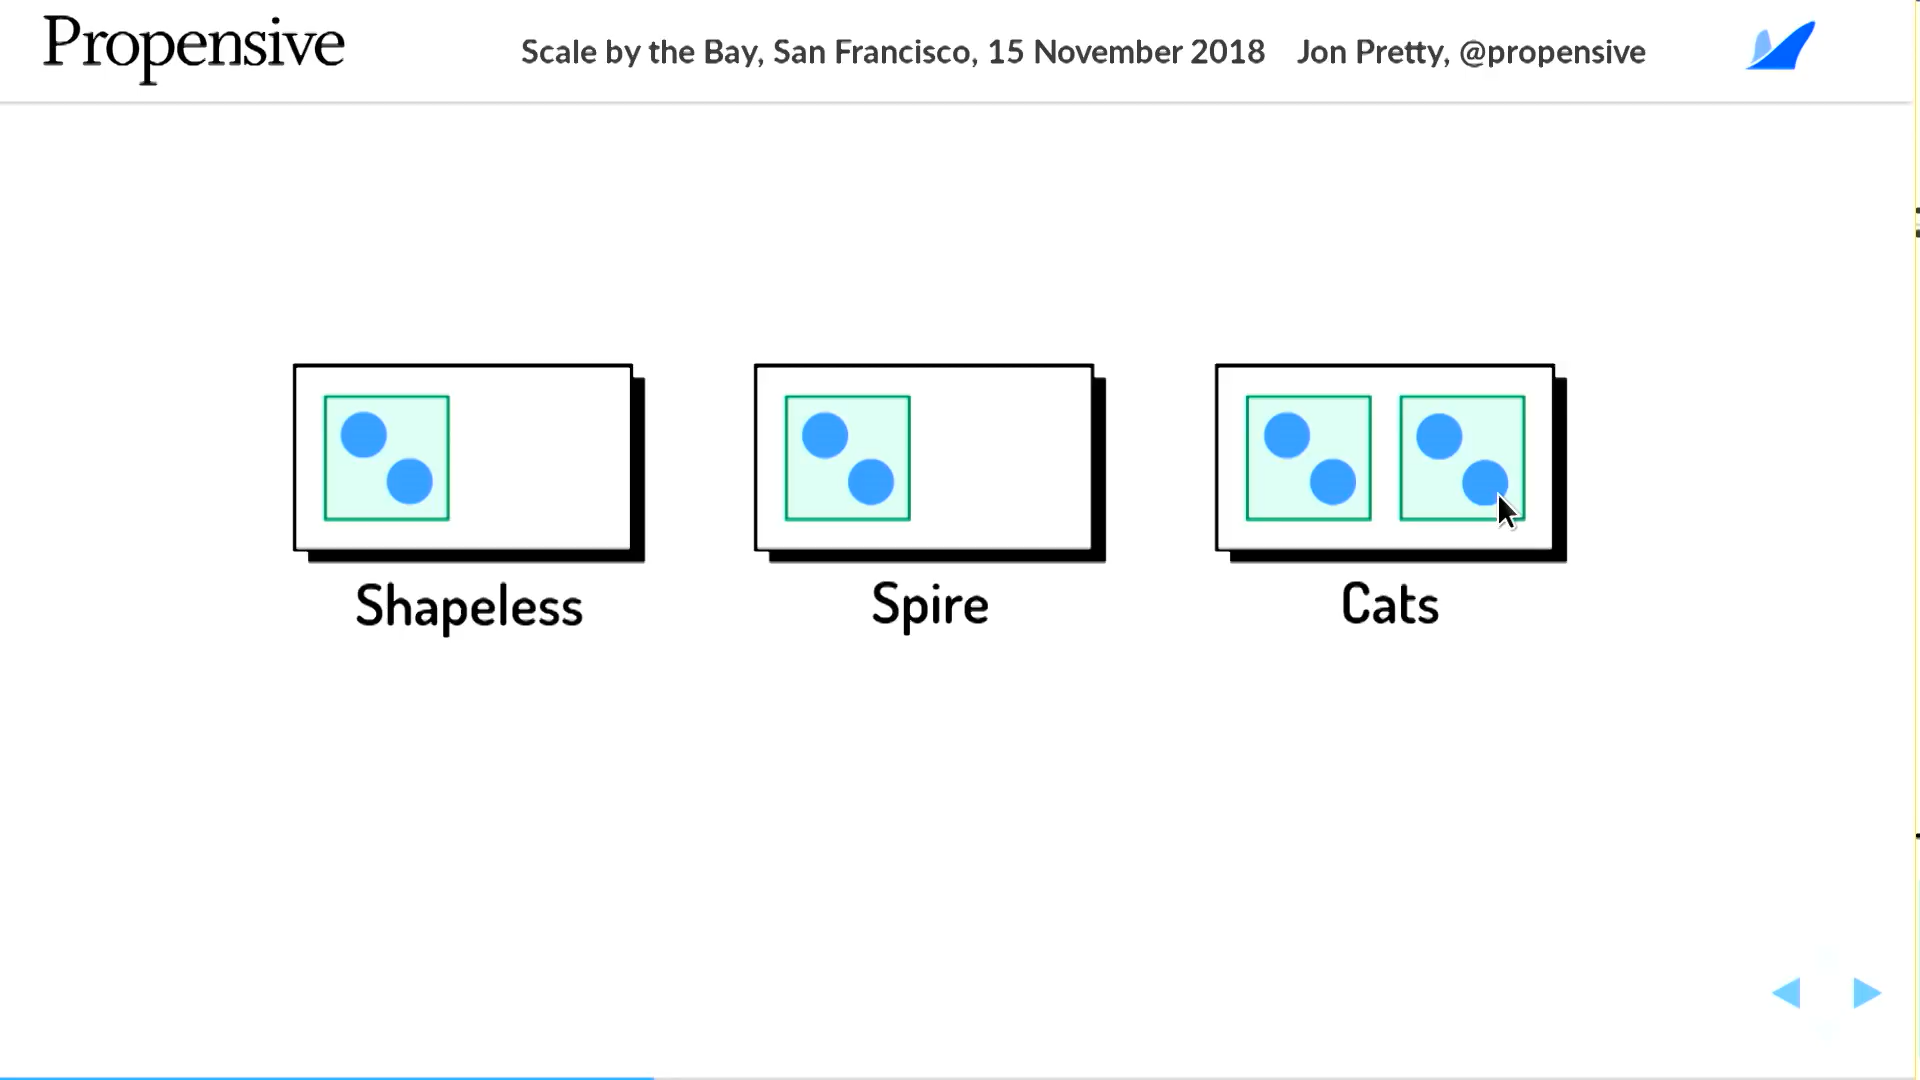 Propensive
Scale by the Bay, San Francisco, 15 November 2018 Jon Pretty, @propensive
Shapeless
Spire
Cats